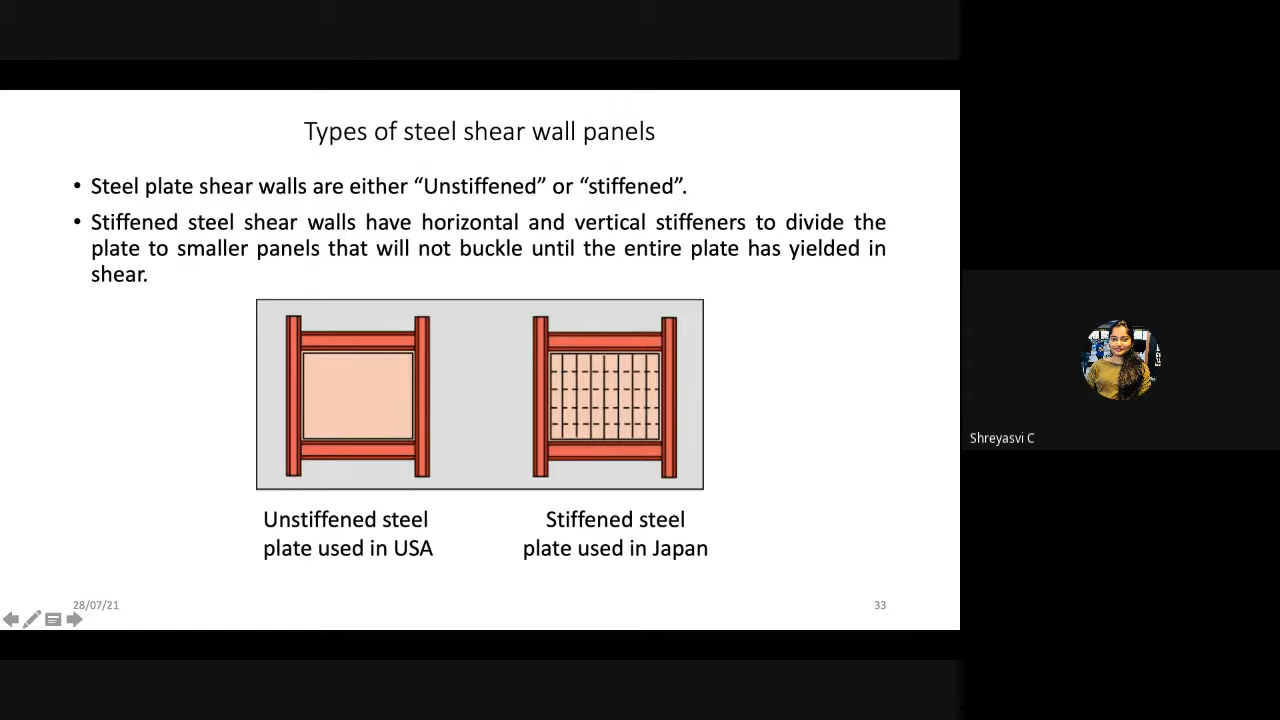 Types of steel shear wall panels
• Steel plate shear walls are either “Unstiffened” or “stiffened”.
• Stiffened steel shear walls have horizontal and vertical stiffeners to divide the
plate to smaller panels that will not buckle until the entire plate has yielded in
shear.
Unstiffened steel
plate used in USA
Stiffened steel
plate used in Japan
28/07/21
33
Shreyasvi C